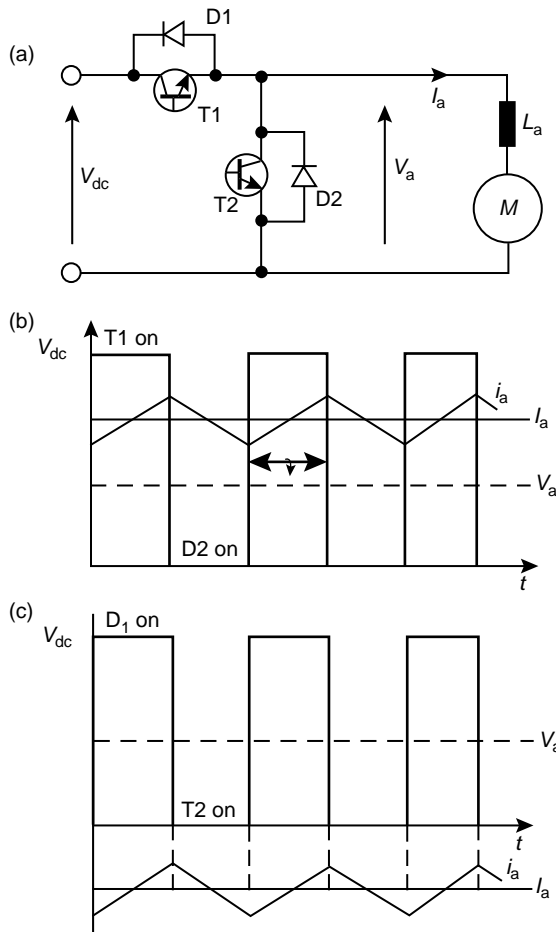 (a)
D1
T1
I_a
L_a
V_dc
V_a
T2
D2
M
(b)
V_dc
T1 on
i_a
I_a
V_a
D2 on
t
(c)
V_dc
D_1 on
V_a
T2 on
t
i_a
I_a